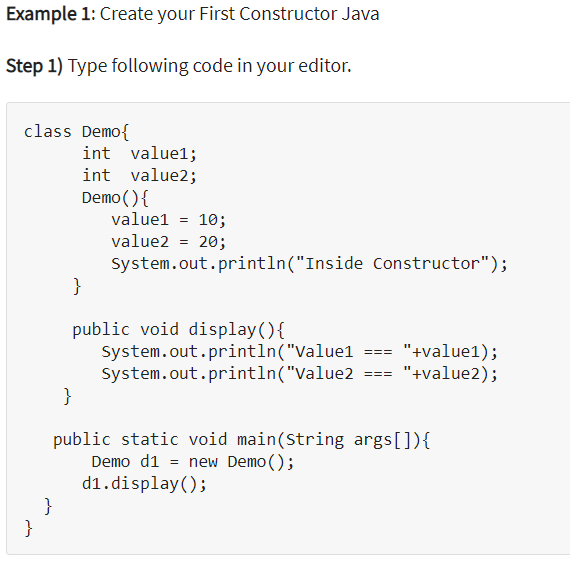 Example 1: Create your First Constructor Java
Step 1) Type following code in your editor.
class Demo{
      int  value1;
      int  value2;
      Demo(){
         value1 = 10;
         value2 = 20;
         System.out.println("Inside Constructor");
     }
     public void display(){
        System.out.println("Value1 === "+value1);
        System.out.println("Value2 === "+value2);
    }
   public static void main(String args[]){
       Demo d1 = new Demo();
      d1.display();
  }
}